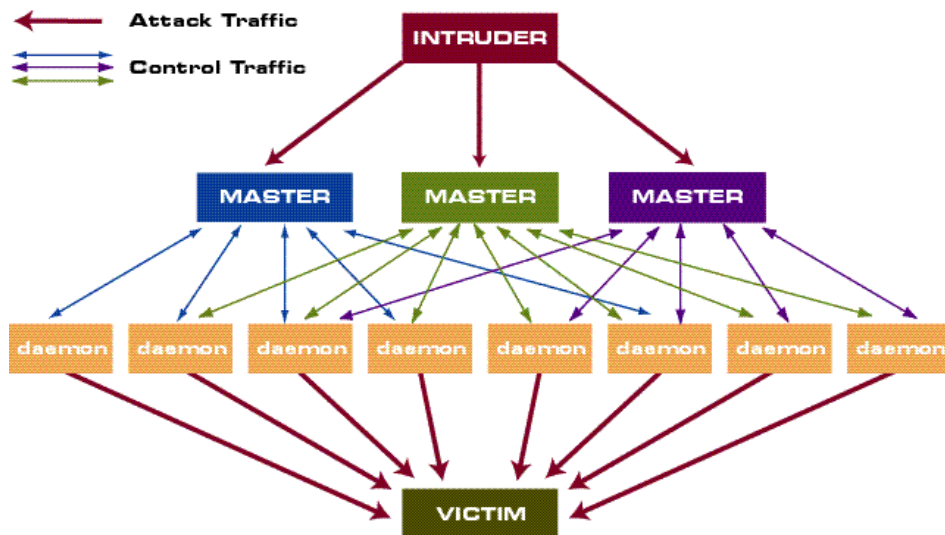 Attack Traffic
Control Traffic
INTRUDER
MASTER MASTER MASTER
daemon daemon daemon daemon daemon daemon daemon daemon
VICTIM